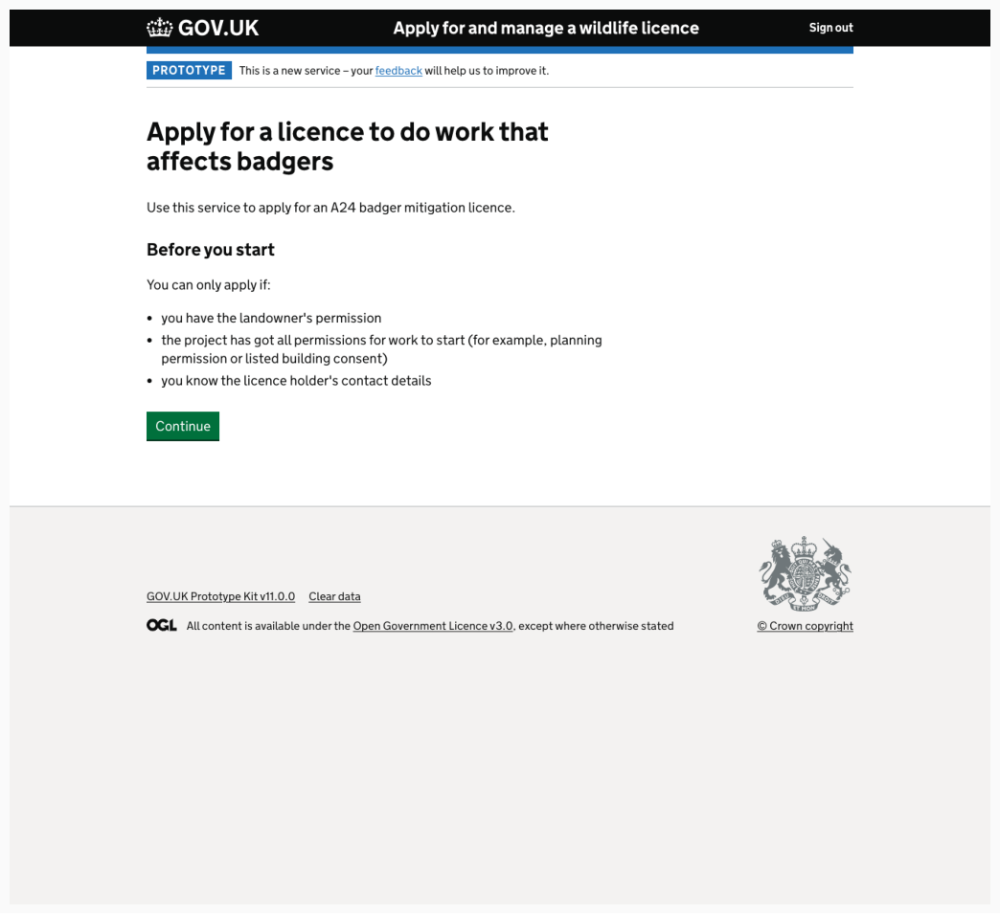 GOV.UK
Apply for and manage a wildlife licence
Sign out
PROTOTYPE This is a new service – your feedback will help us to improve it.
Apply for a licence to do work that
affects badgers
Use this service to apply for an A24 badger mitigation licence.
Before you start
You can only apply if:
• you have the landowner's permission
• the project has got all permissions for work to start (for example, planning
permission or listed building consent)
• you know the licence holder's contact details
Continue
GOV.UK Prototype Kit v11.0.0 Clear data
OGL All content is available under the Open Government Licence v3.0, except where otherwise stated
© Crown copyright